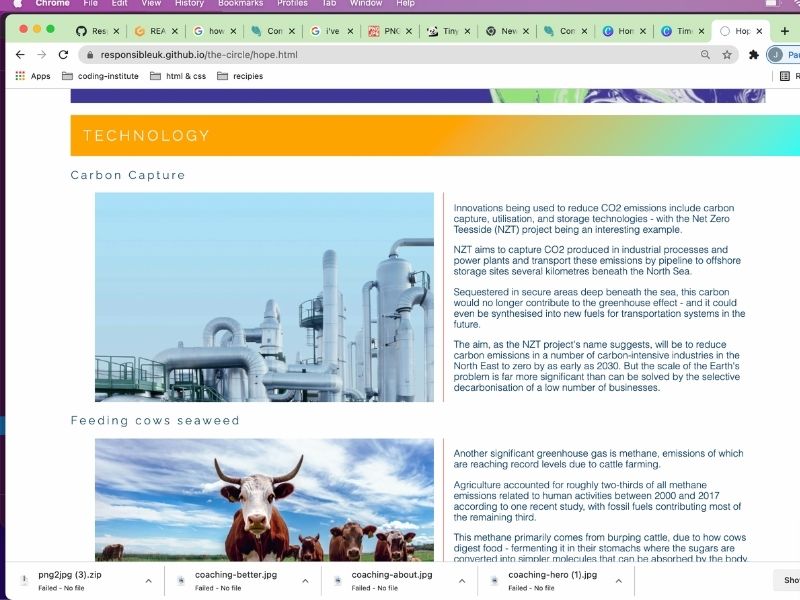 Chrome File Edit View History Bookmarks Profiles Tab Window Help
Res REA how Con i've PNG Tiny New Con Hom Time Hop
responsibleuk.github.io/the-circle/hope.html
J Pau
Apps coding-institute html & css recipies R
TECHNOLOGY
Carbon Capture
Innovations being used to reduce CO2 emissions include carbon
capture, utilisation, and storage technologies - with the Net Zero
Teesside (NZT) project being an interesting example.
NZT aims to capture CO2 produced in industrial processes and
power plants and transport these emissions by pipeline to offshore
storage sites several kilometres beneath the North Sea.
Sequestered in secure areas deep beneath the sea, this carbon
would no longer contribute to the greenhouse effect - and it could
even be synthesised into new fuels for transportation systems in the
future.
The aim, as the NZT project's name suggests, will be to reduce
carbon emissions in a number of carbon-intensive industries in the
North East to zero by as early as 2030. But the scale of the Earth's
problem is far more significant than can be solved by the selective
decarbonisation of a low number of businesses.
Feeding cows seaweed
Another significant greenhouse gas is methane, emissions of which
are reaching record levels due to cattle farming.
Agriculture accounted for roughly two-thirds of all methane
emissions related to human activities between 2000 and 2017
according to one recent study, with fossil fuels contributing most of
the remaining third.
This methane primarily comes from burping cattle, due to how cows
digest food - fermenting it in their stomachs where the sugars are
converted into simpler molecules that can be absorbed by the body
png2jpg (3).zip coaching-better.jpg coaching-about.jpg coaching-hero (1).jpg Sho
Failed - No file Failed - No file Failed - No file Failed - No file